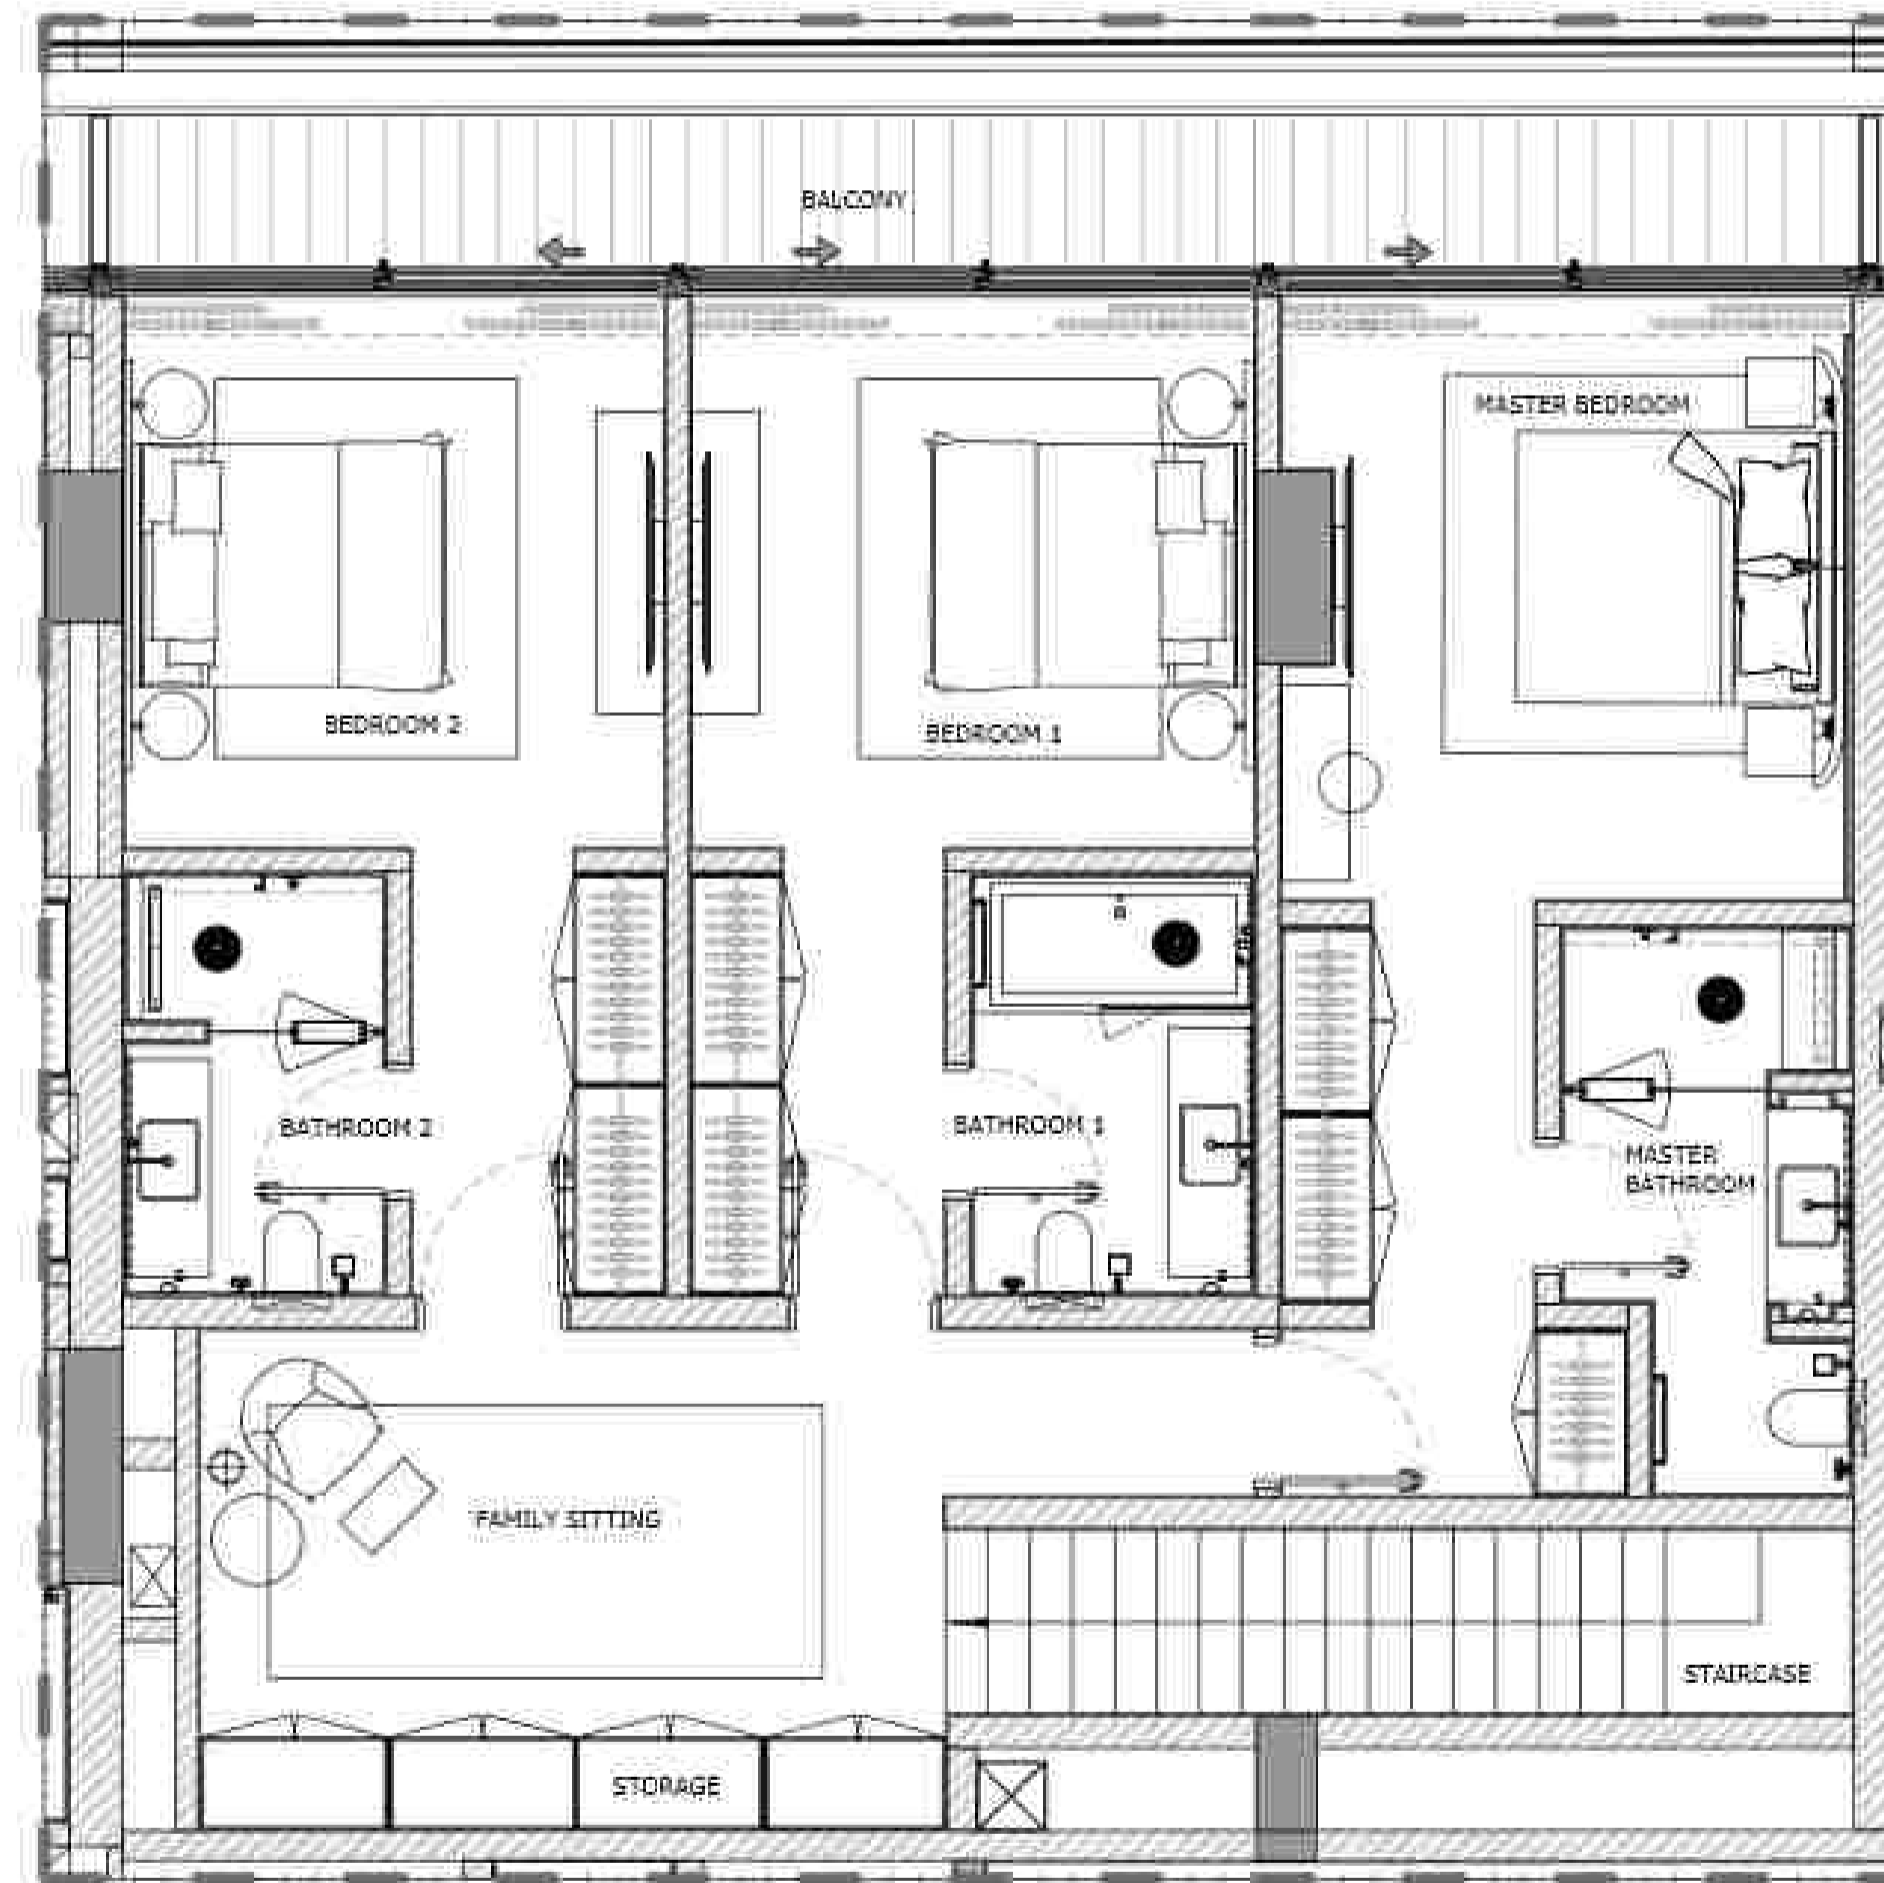 BALCONY
MASTER BEDROOM
BEDROOM 2
BEDROOM 1
BATHROOM 2
BATHROOM 1
MASTER
BATHROOM
FAMILY SITTING
STAIRCASE
STORAGE